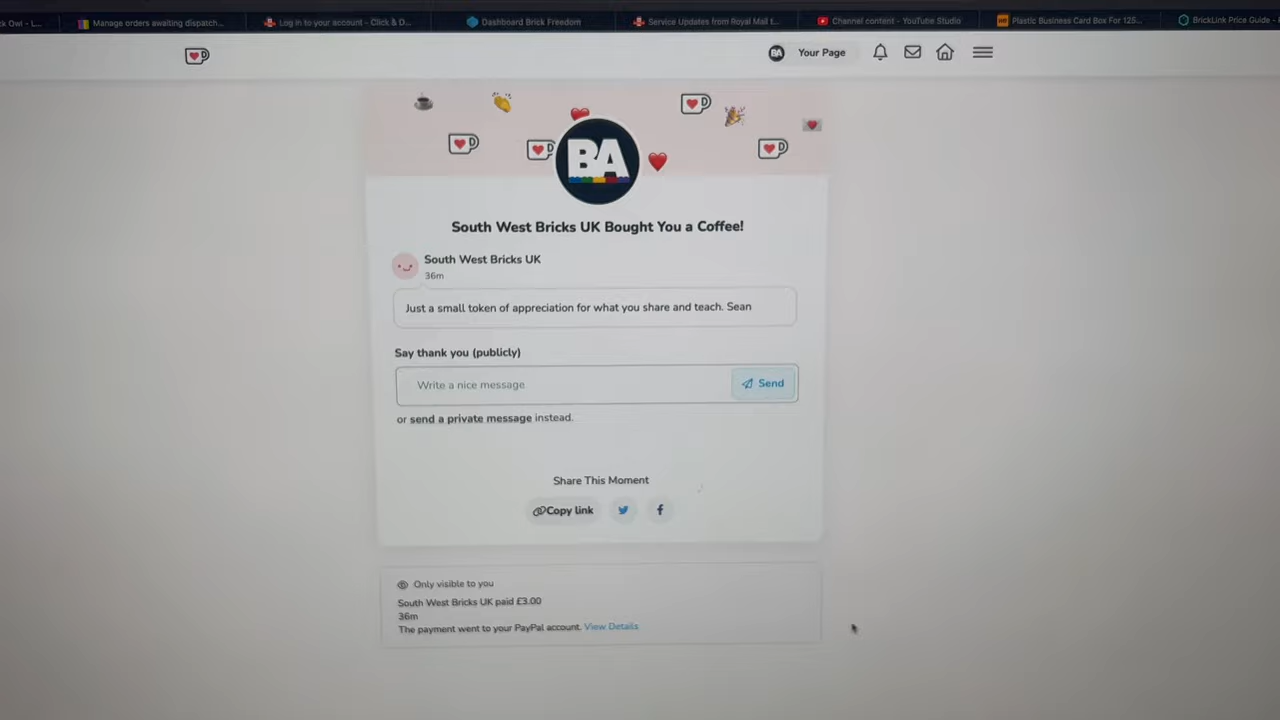 ck Owl - L...
Manage orders awaiting dispatch...
Log in to your account - Click & D...
Dashboard Brick Freedom
Service Updates from Royal Mail t...
Channel content - YouTube Studio
Plastic Business Card Box For 125...
BrickLink Price Guide -
D
BA
Your Page
D
D
D
D
BA
South West Bricks UK Bought You a Coffee!
South West Bricks UK
36m
Just a small token of appreciation for what you share and teach. Sean
Say thank you (publicly)
Write a nice message
Send
or send a private message instead.
Share This Moment
Copy link
Only visible to you
South West Bricks UK paid £3.00
36m
The payment went to your PayPal account. View Details